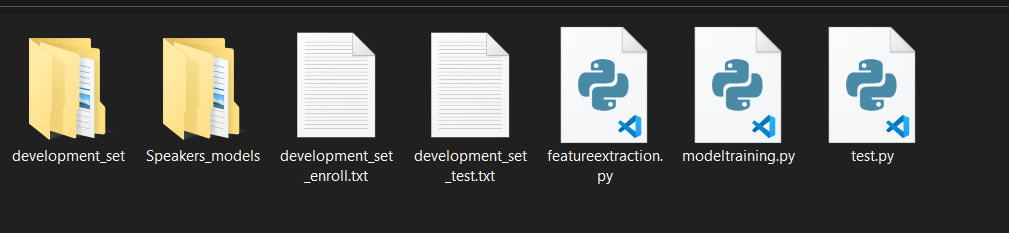 development_set
Speakers_models
development_set
_enroll.txt
development_set
_test.txt
featureextraction.
py
modeltraining.py
test.py